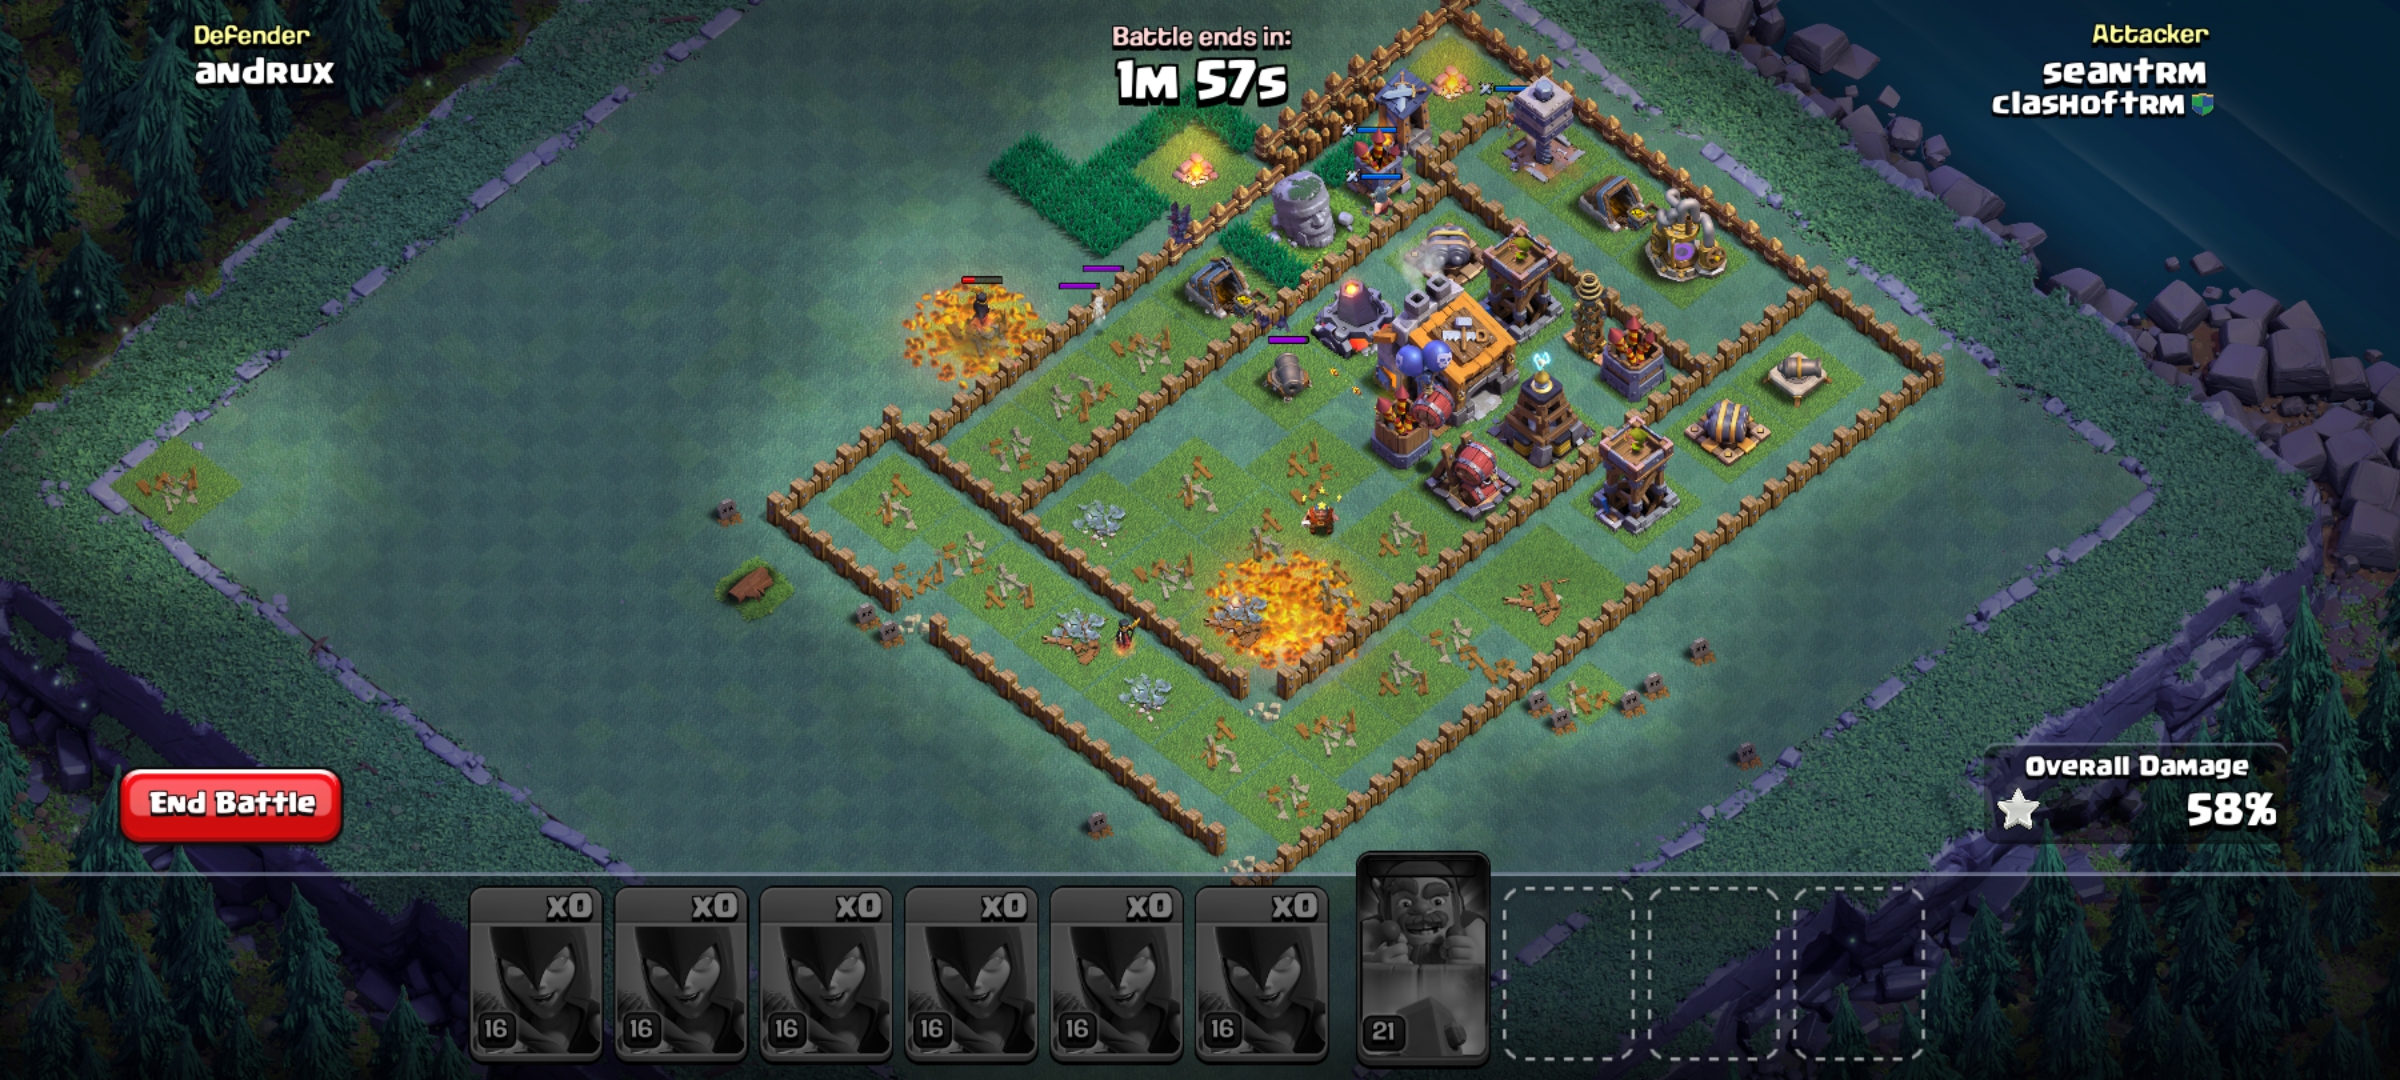 Defender
andrux
Battle ends in:
1m 57s
Attacker
seantrm
clashoftrm
End Battle
Overall Damage
58%
x0
x0
x0
x0
x0
x0
16
16
16
16
16
16
21